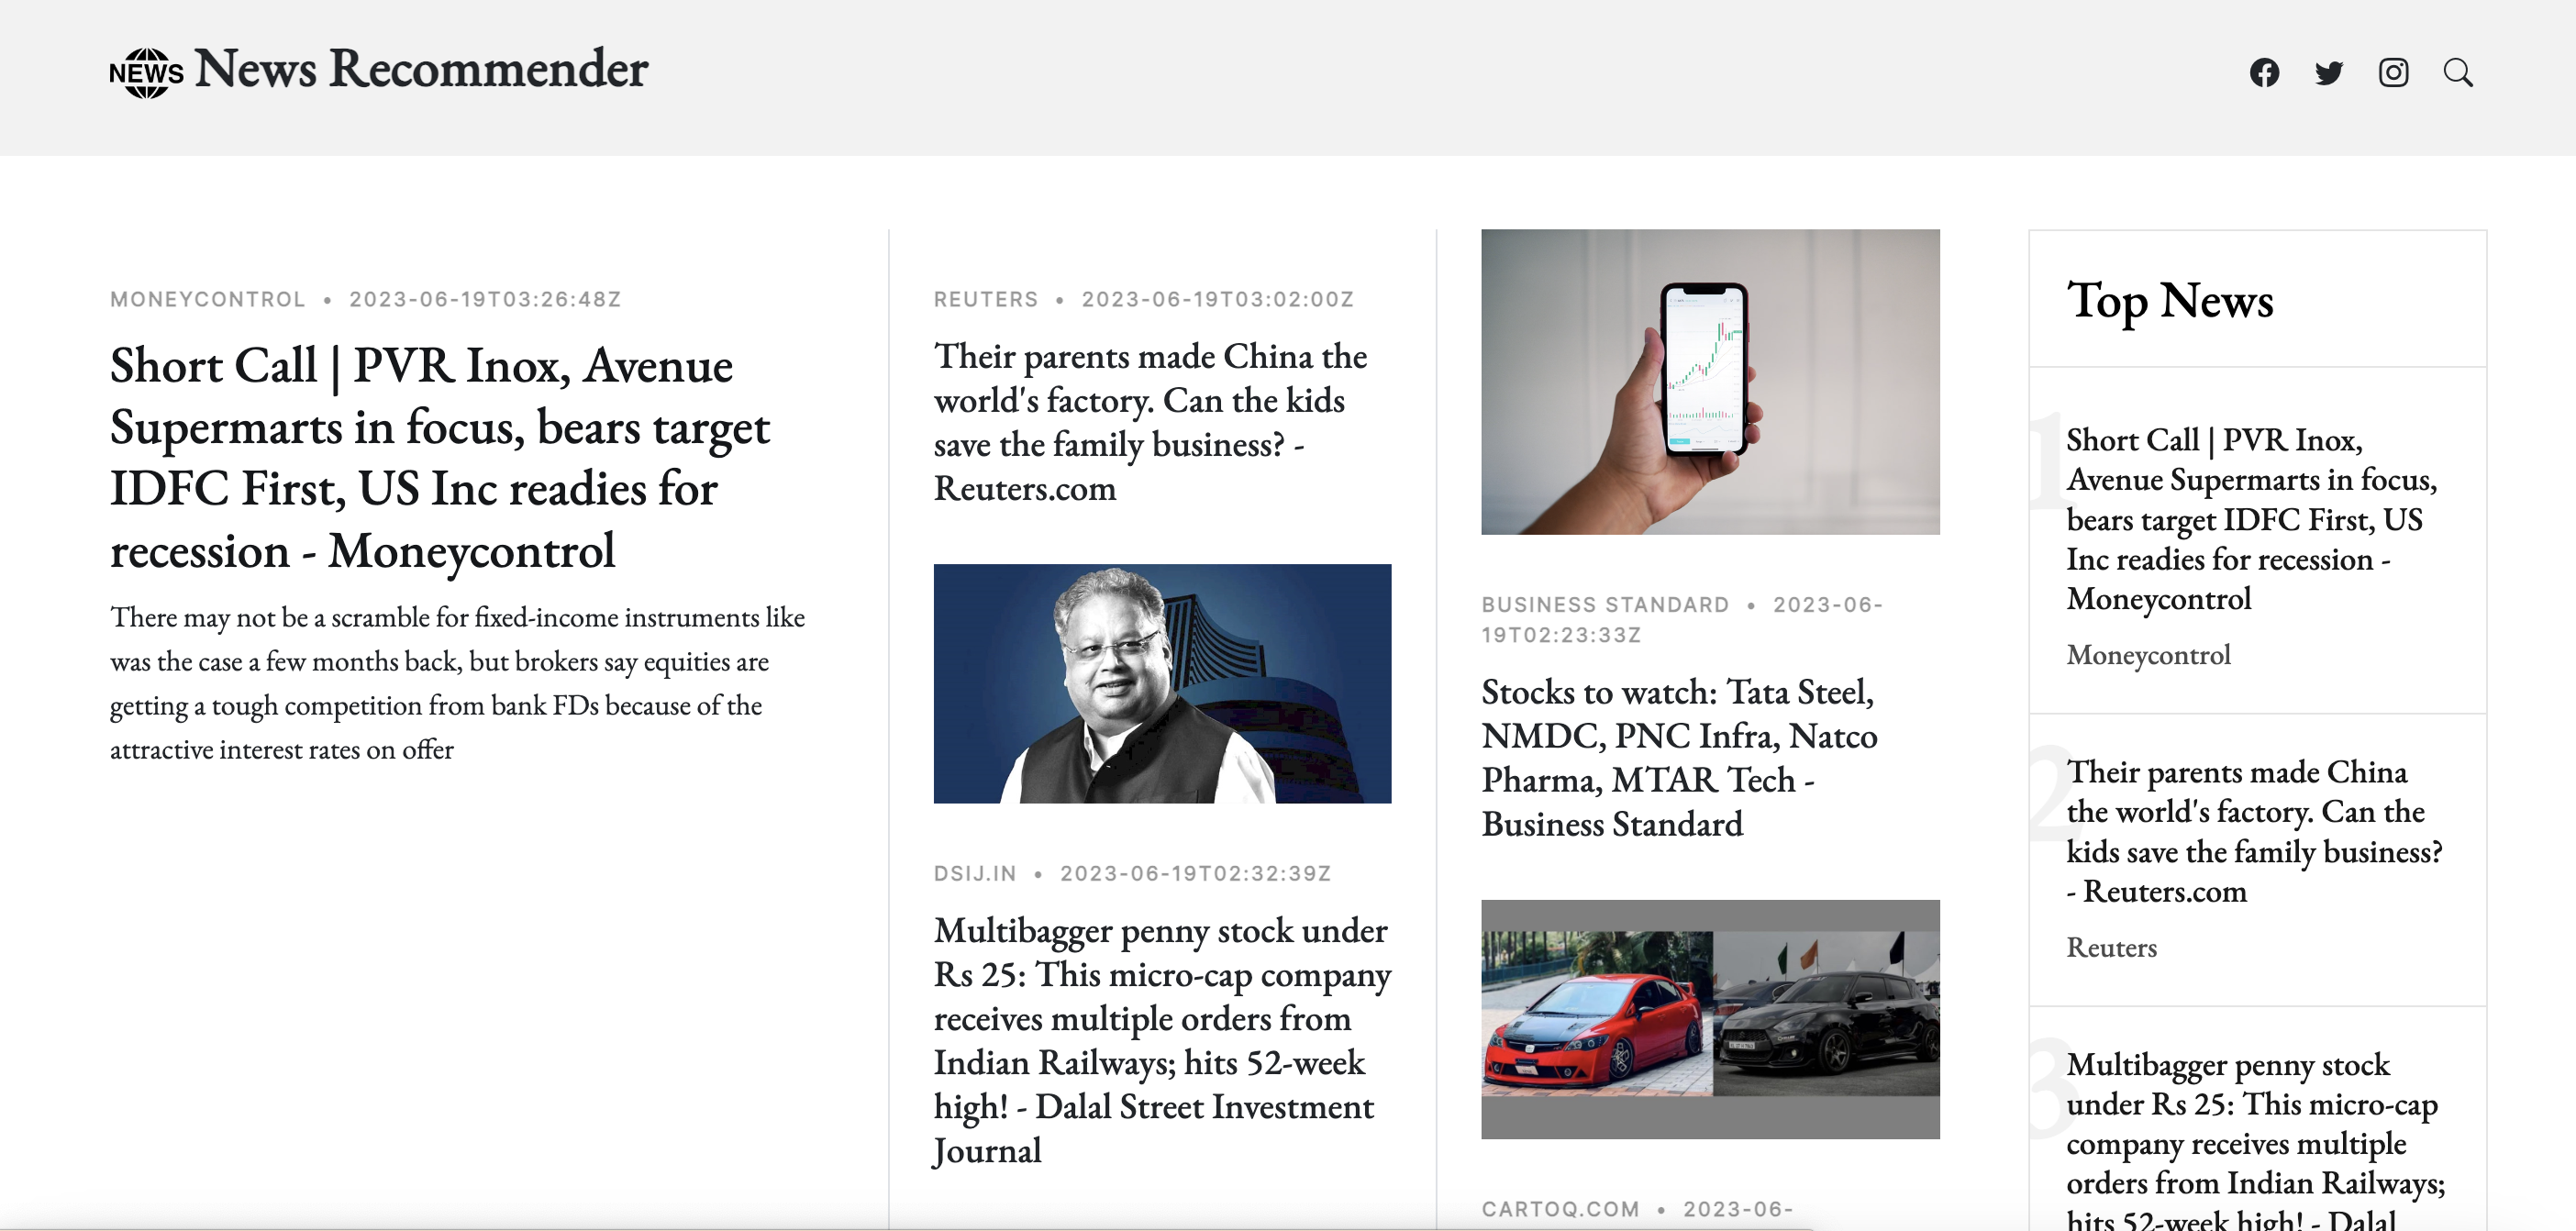 NEWS News Recommender
MONEYCONTROL • 2023-06-19T03:26:48Z
Short Call | PVR Inox, Avenue
Supermarts in focus, bears target
IDFC First, US Inc readies for
recession - Moneycontrol
There may not be a scramble for fixed-income instruments like
was the case a few months back, but brokers say equities are
getting a tough competition from bank FDs because of the
attractive interest rates on offer
REUTERS • 2023-06-19T03:02:00Z
Their parents made China the
world's factory. Can the kids
save the family business? -
Reuters.com
DSIJ.IN • 2023-06-19T02:32:39Z
Multibagger penny stock under
Rs 25: This micro-cap company
receives multiple orders from
Indian Railways; hits 52-week
high! - Dalal Street Investment
Journal
BUSINESS STANDARD • 2023-06-
19T02:23:33Z
Stocks to watch: Tata Steel,
NMDC, PNC Infra, Natco
Pharma, MTAR Tech -
Business Standard
CARTOQ.COM • 2023-06-
Top News
1
Short Call | PVR Inox,
Avenue Supermarts in focus,
bears target IDFC First, US
Inc readies for recession -
Moneycontrol
Moneycontrol
2
Their parents made China
the world's factory. Can the
kids save the family business?
- Reuters.com
Reuters
3
Multibagger penny stock
under Rs 25: This micro-cap
company receives multiple
orders from Indian Railways;
hits 52-week high! - Dalal